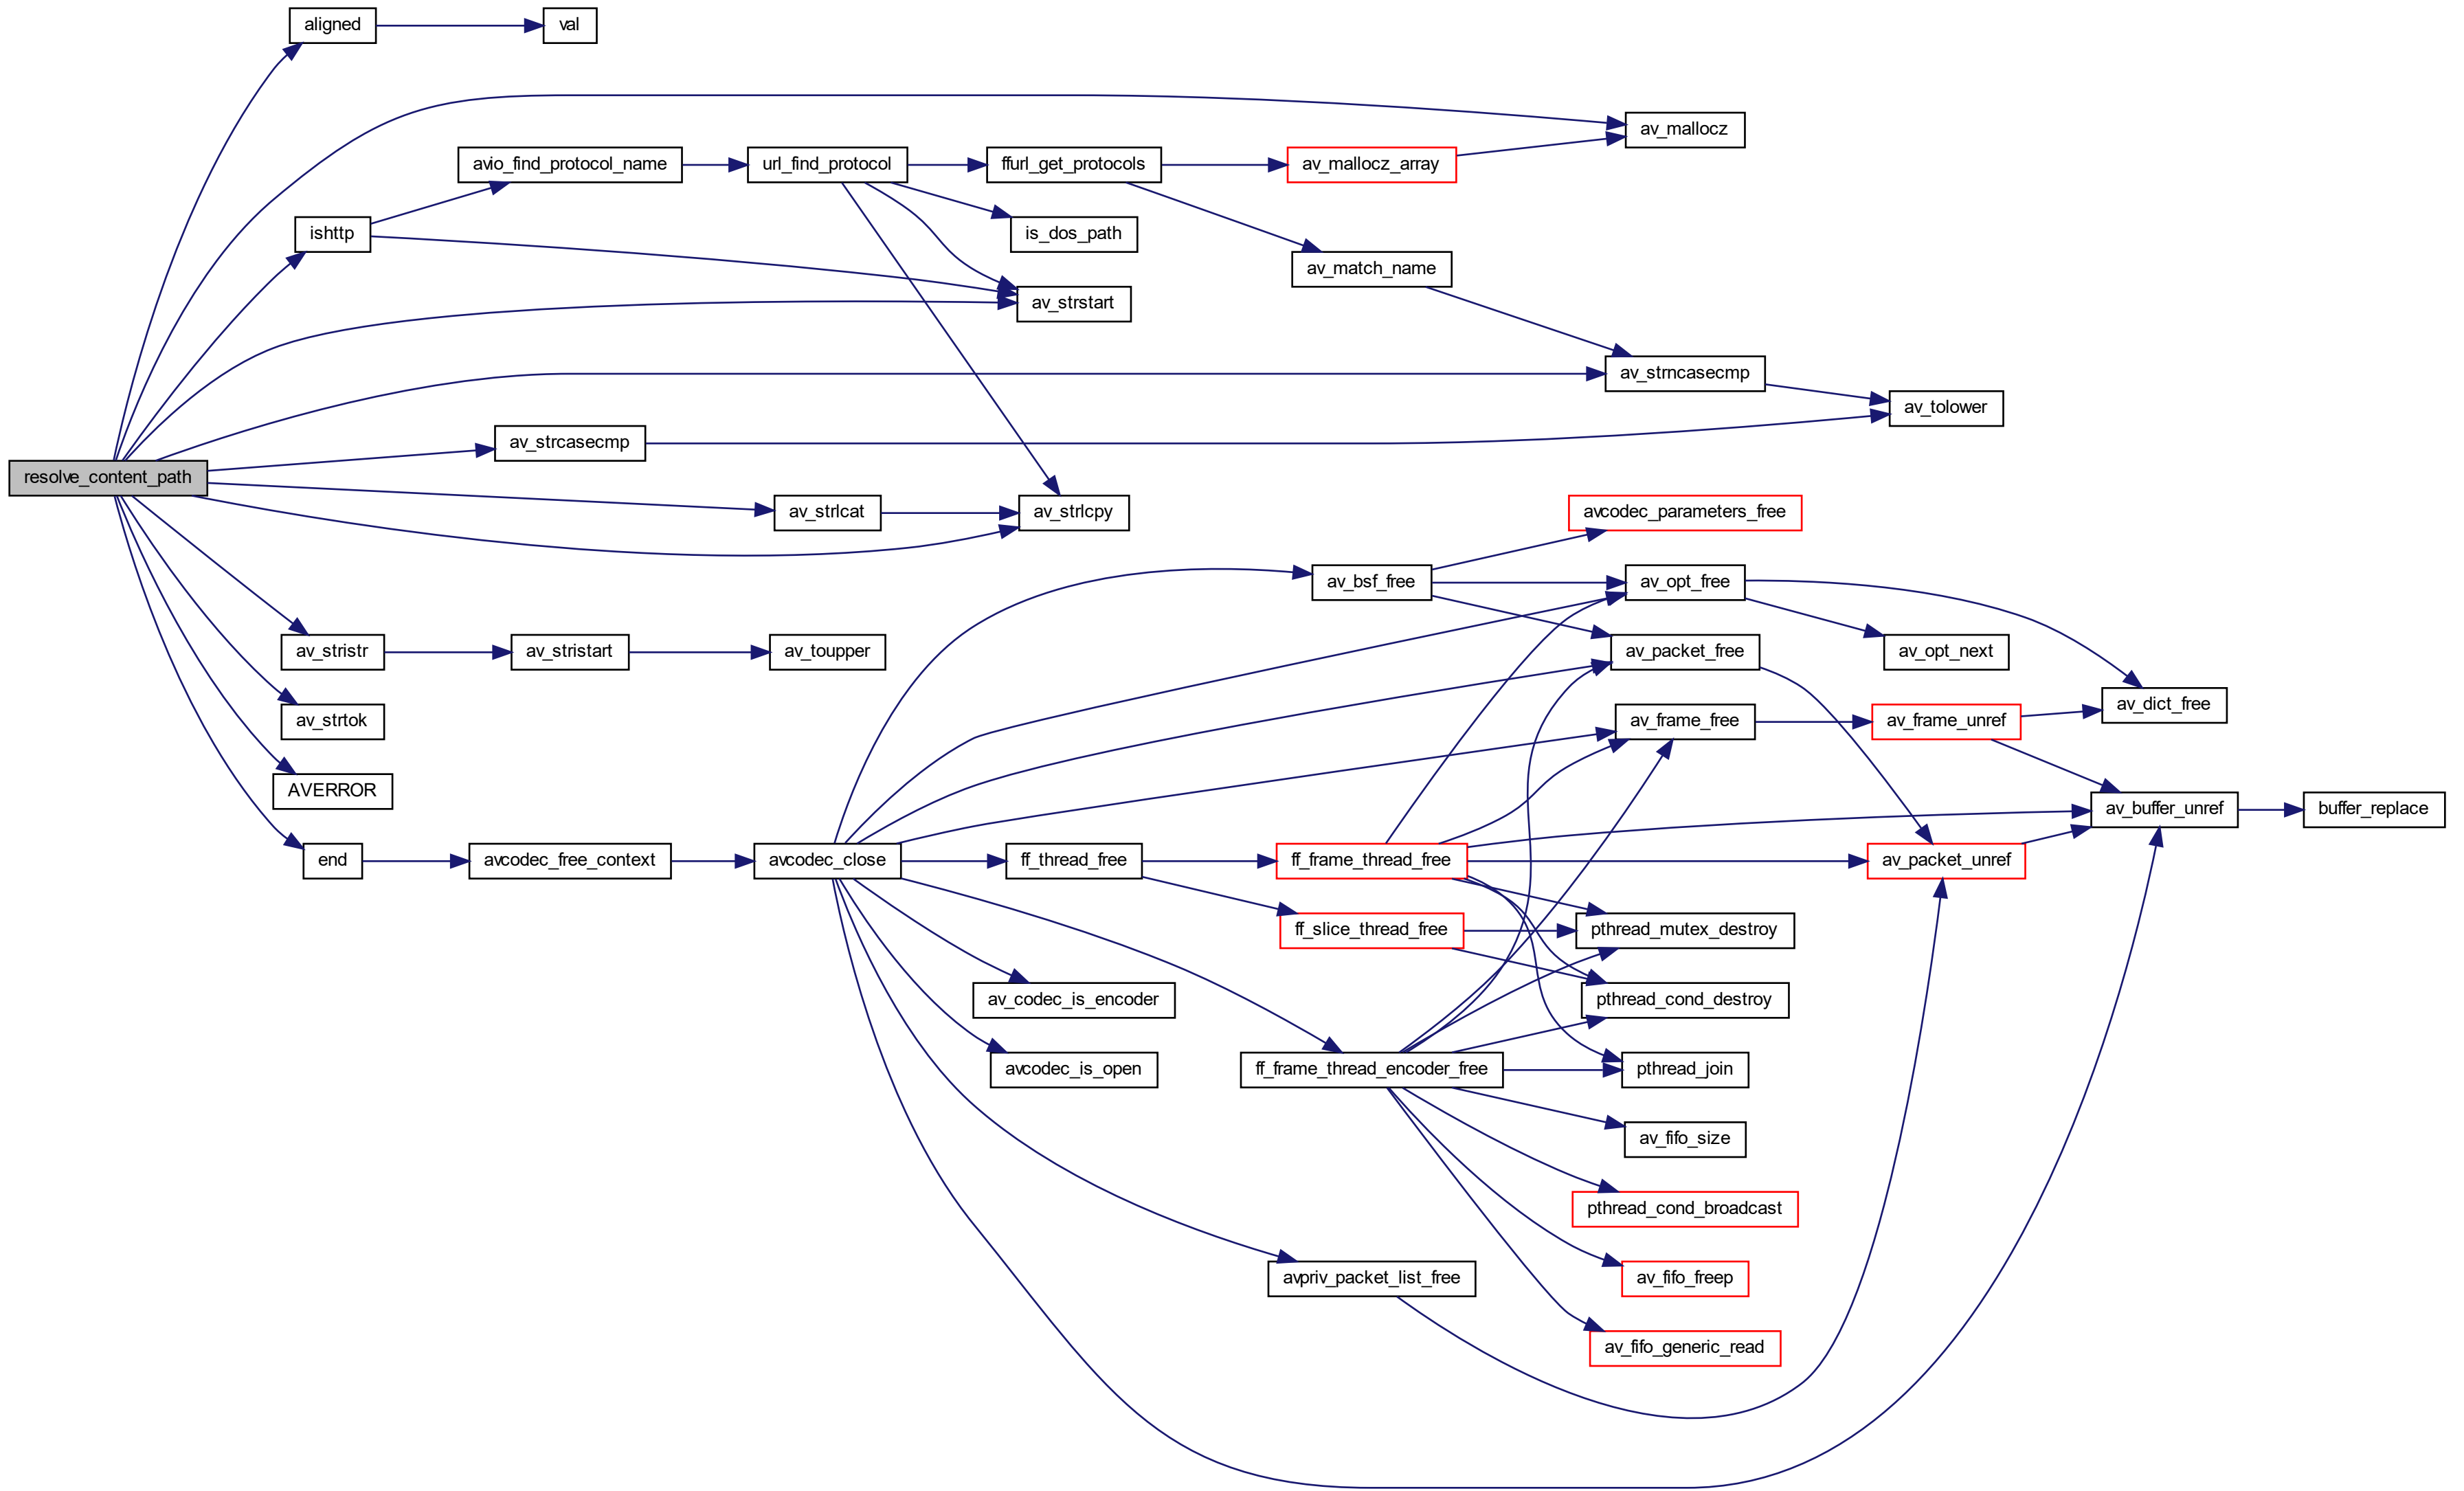 aligned
val
av_mallocz
avio_find_protocol_name
url_find_protocol
ffurl_get_protocols
av_mallocz_array
ishttp
is_dos_path
av_match_name
av_strstart
av_strncasecmp
av_tolower
av_strcasecmp
resolve_content_path
av_strlcat
av_strlcpy
avcodec_parameters_free
av_bsf_free
av_opt_free
av_stristr
av_stristart
av_toupper
av_packet_free
av_opt_next
av_strtok
av_frame_free
av_frame_unref
av_dict_free
AVERROR
av_buffer_unref
buffer_replace
end
avcodec_free_context
avcodec_close
ff_thread_free
ff_frame_thread_free
av_packet_unref
ff_slice_thread_free
pthread_mutex_destroy
av_codec_is_encoder
pthread_cond_destroy
avcodec_is_open
ff_frame_thread_encoder_free
pthread_join
av_fifo_size
pthread_cond_broadcast
avpriv_packet_list_free
av_fifo_freep
av_fifo_generic_read